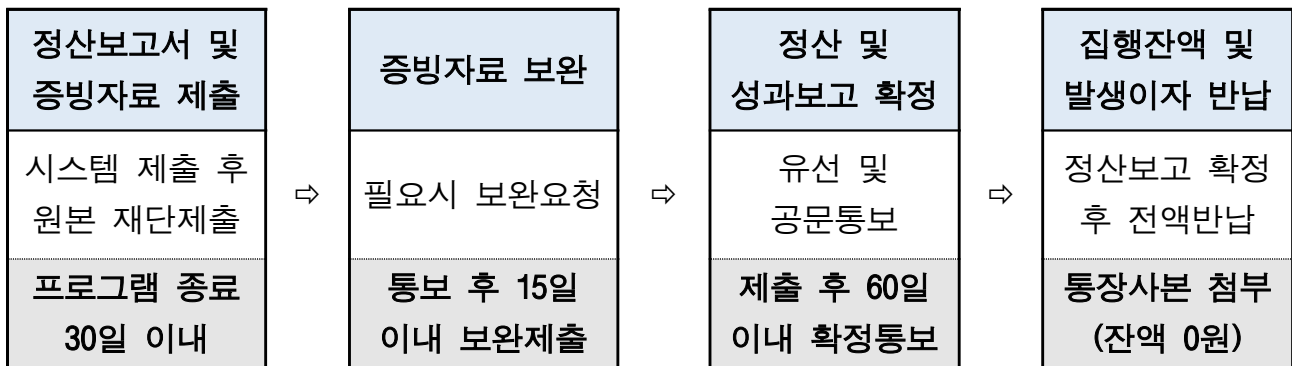 정산보고서 및
증빙자료 제출
시스템 제출 후
원본 재단제출
프로그램 종료
30일 이내
⇨
증빙자료 보완
필요시 보완요청
통보 후 15일
이내 보완제출
⇨
정산 및
성과보고 확정
유선 및
공문통보
제출 후 60일
이내 확정통보
⇨
집행잔액 및
발생이자 반납
정산보고 확정
후 전액반납
통장사본 첨부
(잔액 0원)